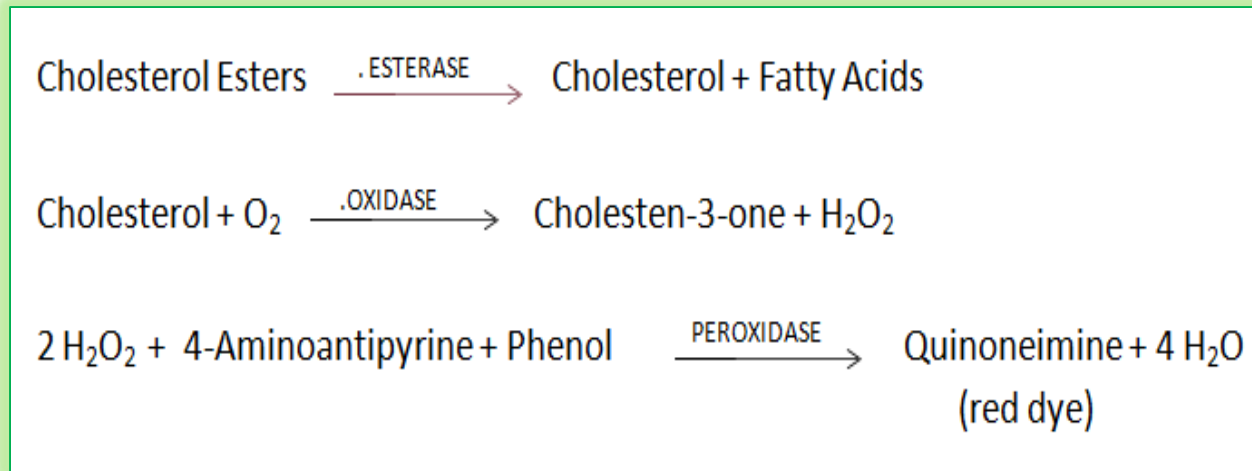 Cholesterol Esters .ESTERASE Cholesterol + Fatty Acids
Cholesterol + O₂ .OXIDASE Cholesten-3-one + H₂O₂
2 H₂O₂ + 4-Aminoantipyrine + Phenol PEROXIDASE Quinoneimine + 4 H₂O
(red dye)